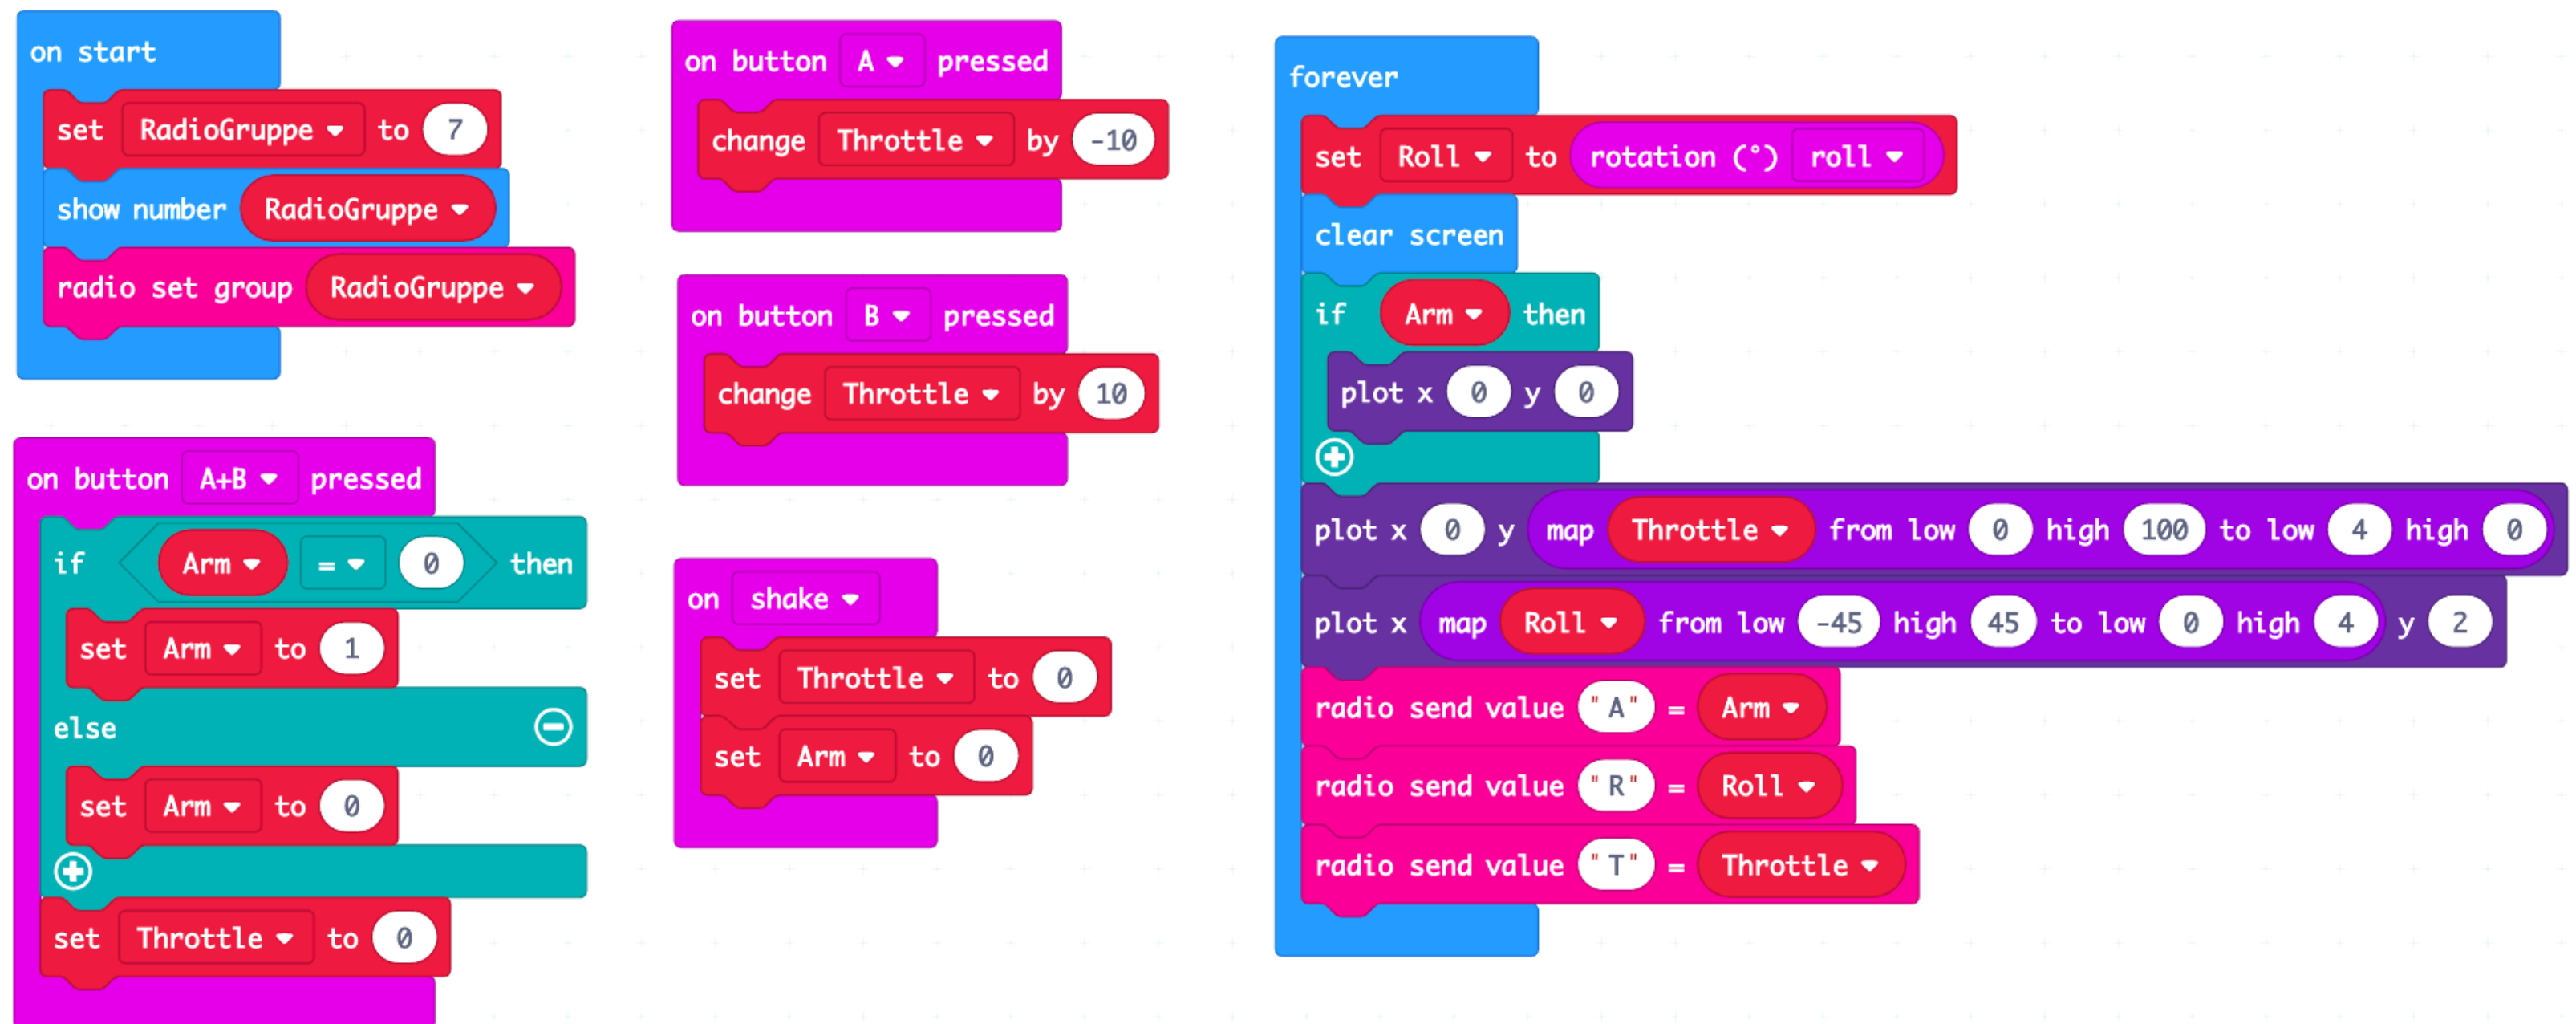 on start
set RadioGruppe to 7
show number RadioGruppe
radio set group RadioGruppe
on button A+B pressed
if Arm = 0 then
set Arm to 1
else
set Arm to 0
set Throttle to 0
on button A pressed
change Throttle by -10
on button B pressed
change Throttle by 10
on shake
set Throttle to 0
set Arm to 0
forever
set Roll to rotation (°) roll
clear screen
if Arm then
plot x 0 y 0
plot x 0 y map Throttle from low 0 high 100 to low 4 high 0
plot x map Roll from low -45 high 45 to low 0 high 4 y 2
radio send value "A" = Arm
radio send value "R" = Roll
radio send value "T" = Throttle